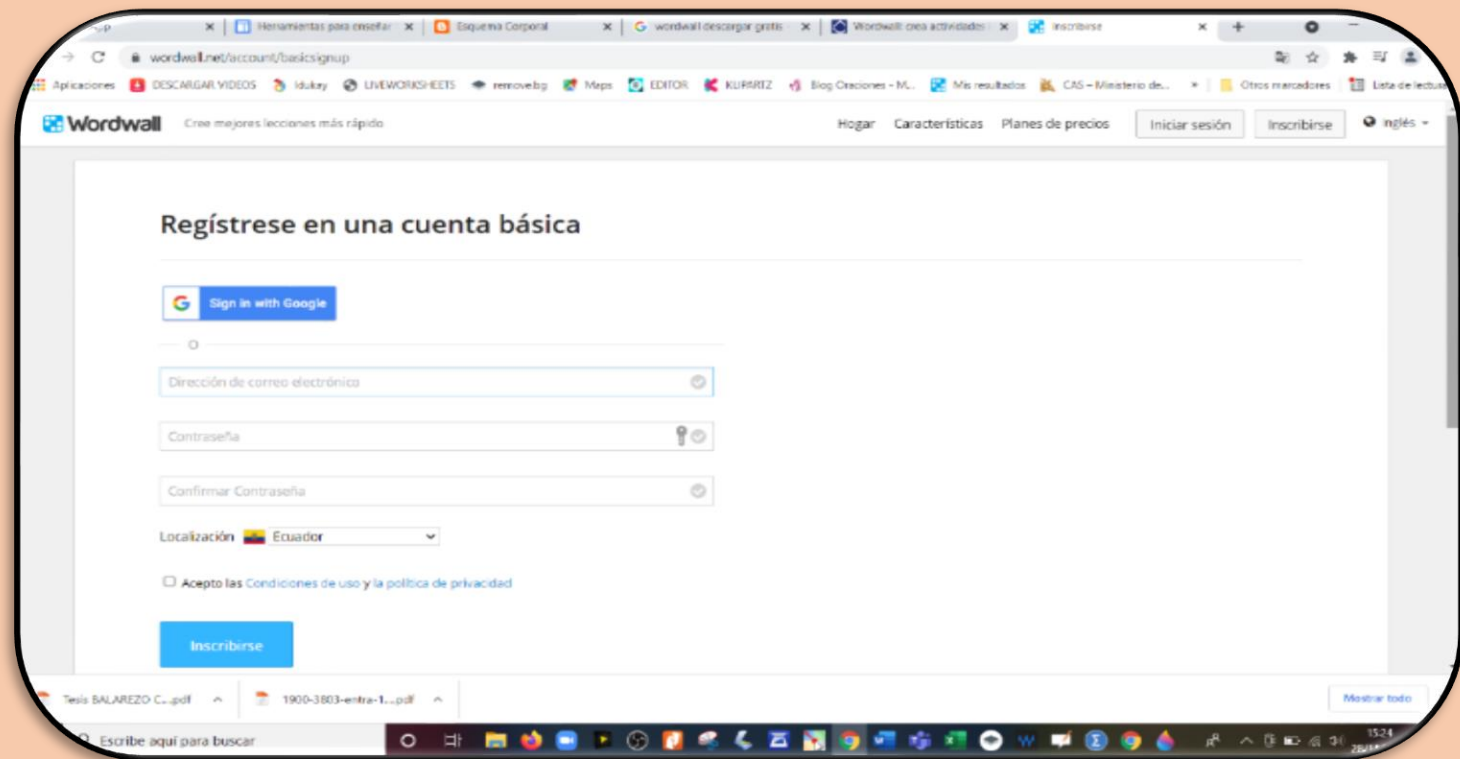 Herramientas para enseñar
Esquema Corporal
wordwall descargar gratis
Wordwall: crea actividades
Inscribirse
wordwall.net/account/basicsignup
Aplicaciones
DESCARGAR VIDEOS
Idukay
LIVEWORKSHEETS
remove.bg
Maps
EDITOR
KUPARTZ
Blog Oraciones - M...
Mis resultados
CAS – Ministerio de...
Otros marcadores
Lista de lectura
Wordwall
Cree mejores lecciones más rápido
Hogar
Características
Planes de precios
Iniciar sesión
Inscribirse
Inglés
Regístrese en una cuenta básica
Sign in with Google
O
Dirección de correo electrónico
Contraseña
Confirmar Contraseña
Localización
Ecuador
Acepto las Condiciones de uso y la política de privacidad
Inscribirse
Tesis BALAREZO C....pdf
1900-3803-entra-1....pdf
Mostrar todo
Escribe aquí para buscar
15:24